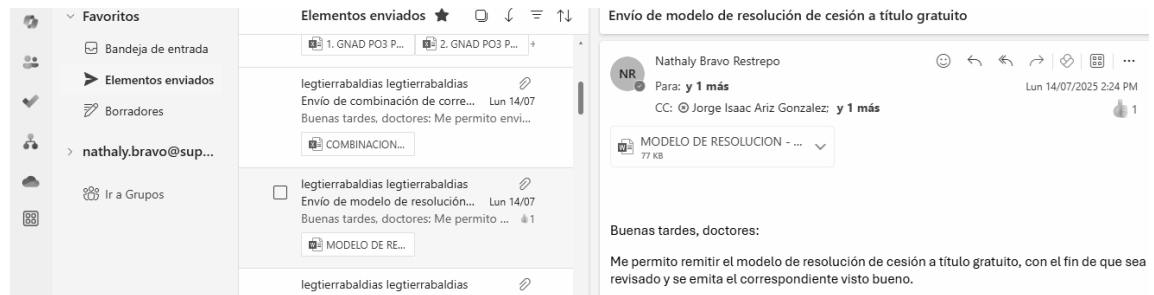 Favoritos
Bandeja de entrada
Elementos enviados
Borradores
nathaly.bravo@sup...
Ir a Grupos
Elementos enviados
1. GNAD PO3 P...
2. GNAD PO3 P...
+
legtierrabaldias legtierrabaldias
Envío de combinación de corre... Lun 14/07
Buenas tardes, doctores: Me permito envi...
COMBINACION...
legtierrabaldias legtierrabaldias
Envío de modelo de resolución... Lun 14/07
Buenas tardes, doctores: Me permito ... 1
MODELO DE RE...
legtierrabaldias legtierrabaldias
Envío de modelo de resolución de cesión a título gratuito
NR
Nathaly Bravo Restrepo
Para: y 1 más
Lun 14/07/2025 2:24 PM
CC: Jorge Isaac Ariz Gonzalez; y 1 más
1
MODELO DE RESOLUCION - ...
77 KB
Buenas tardes, doctores:
Me permito remitir el modelo de resolución de cesión a título gratuito, con el fin de que sea
revisado y se emita el correspondiente visto bueno.